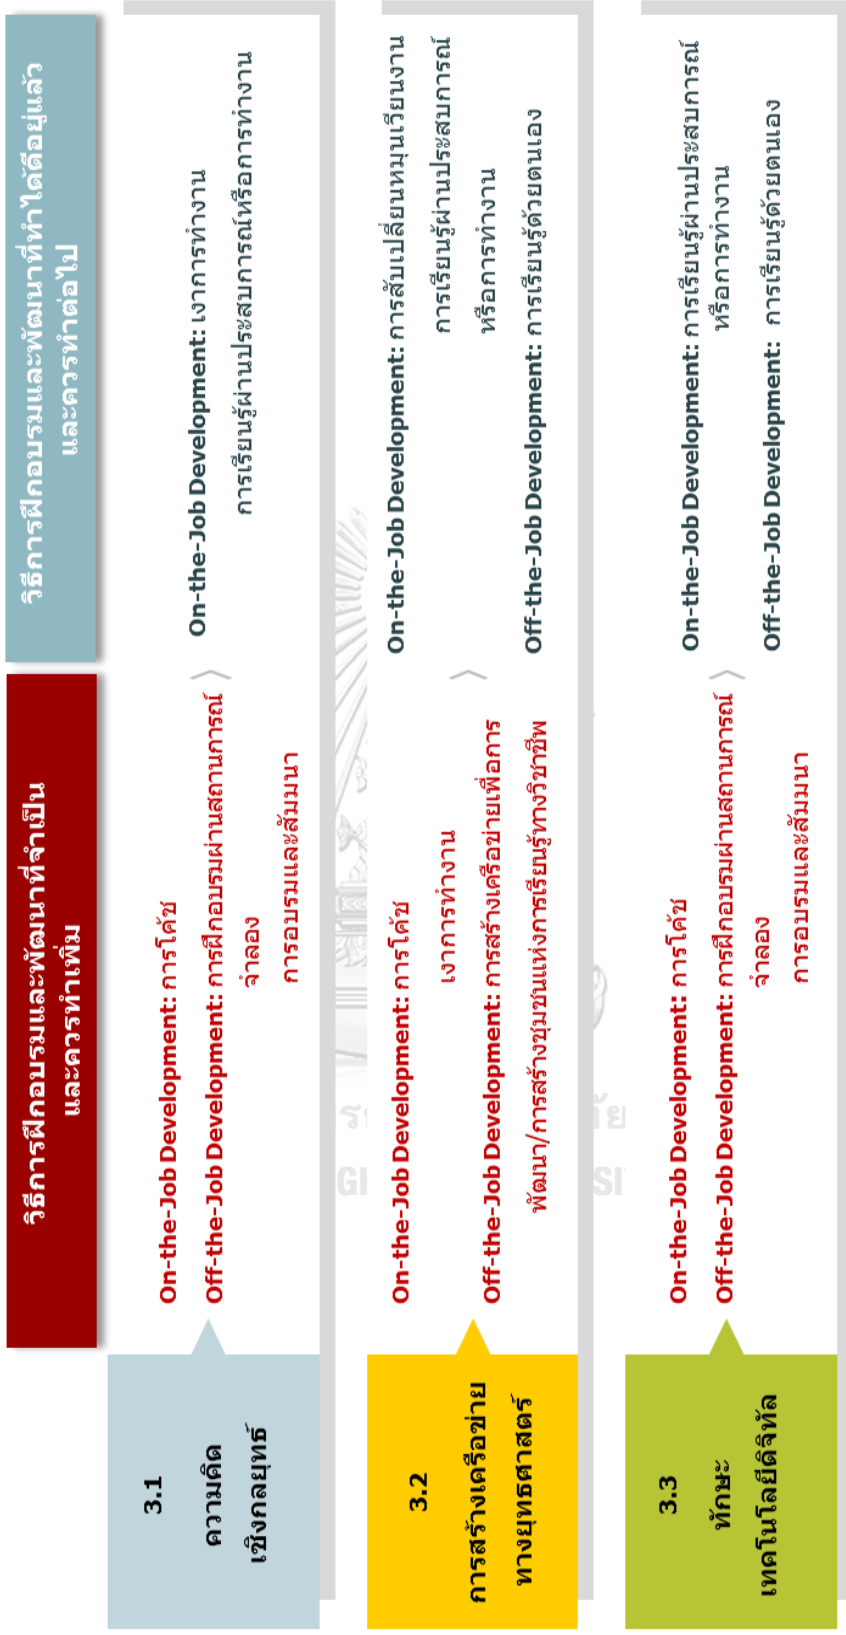 วิธีการฝึกอบรมและพัฒนาที่จำเป็น
และควรทำเพิ่ม
วิธีการฝึกอบรมและพัฒนาที่ทำได้ดีอยู่แล้ว
และควรทำต่อไป
3.1
ความคิด
เชิงกลยุทธ์
On-the-Job Development: การโค้ช
Off-the-Job Development: การฝึกอบรมผ่านสถานการณ์
จำลอง
การอบรมและสัมมนา
On-the-Job Development: เงาการทำงาน
การเรียนรู้ผ่านประสบการณ์หรือการทำงาน
3.2
การสร้างเครือข่าย
ทางยุทธศาสตร์
On-the-Job Development: การโค้ช
เงาการทำงาน
Off-the-Job Development: การสร้างเครือข่ายเพื่อการ
พัฒนา/การสร้างชุมชนแห่งการเรียนรู้ทางวิชาชีพ
On-the-Job Development: การสับเปลี่ยนหมุนเวียนงาน
การเรียนรู้ผ่านประสบการณ์
หรือการทำงาน
Off-the-Job Development: การเรียนรู้ด้วยตนเอง
3.3
ทักษะ
เทคโนโลยีดิจิทัล
On-the-Job Development: การโค้ช
Off-the-Job Development: การฝึกอบรมผ่านสถานการณ์
จำลอง
การอบรมและสัมมนา
On-the-Job Development: การเรียนรู้ผ่านประสบการณ์
หรือการทำงาน
Off-the-Job Development: การเรียนรู้ด้วยตนเอง